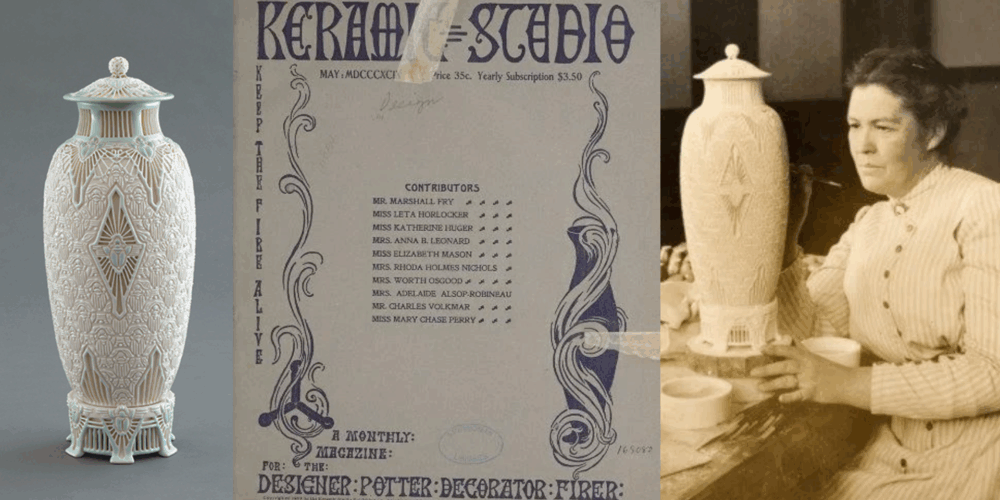 KERAMIC=STUDIO
MAY: Price 35c. Yearly Subscription $3.50
Design
KEEP THE FIRE ALIVE
CONTRIBUTORS
MR. MARSHALL FRY
MISS LETA HORLOCKER
MISS KATHERINE HUGER
MRS. ANNA B. LEONARD
MISS ELIZABETH MASON
MRS. RHODA HOLMES NICHOLS
MRS. WORTH OSGOOD
MRS. ADELAIDE ALSOP-ROBINEAU
MR. CHARLES VOLKMAR
MISS MARY CHASE PERRY
A MONTHLY:
MAGAZINE:
FOR: THE:
DESIGNER·POTTER·DECORATOR·FIRER: